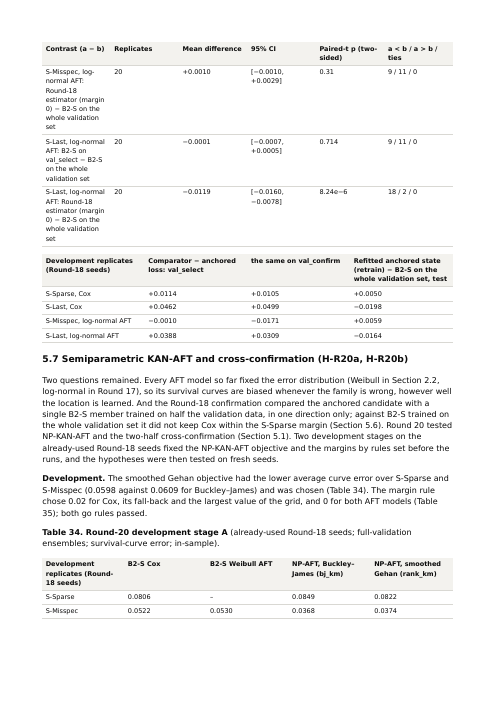 Contrast (a − b) Replicates Mean difference 95% CI Paired-t p (two- a < b / a > b /
sided) ties
S-Misspec, log- 20 +0.0010 [−0.0010, 0.31 9 / 11 / 0
normal AFT: +0.0029]
Round-18
estimator (margin
0) − B2-S on the
whole validation
set
S-Last, log-normal 20 −0.0001 [−0.0007, 0.714 9 / 11 / 0
AFT: B2-S on +0.0005]
val_select − B2-S
on the whole
validation set
S-Last, log-normal 20 −0.0119 [−0.0160, 8.24e−6 18 / 2 / 0
AFT: Round-18 −0.0078]
estimator (margin
0) − B2-S on the
whole validation
set
Development replicates Comparator − anchored the same on val_confirm Refitted anchored state
(Round-18 seeds) loss: val_select (retrain) − B2-S on the
whole validation set, test
S-Sparse, Cox +0.0114 +0.0105 +0.0050
S-Last, Cox +0.0462 +0.0499 −0.0198
S-Misspec, log-normal AFT −0.0010 −0.0171 +0.0059
S-Last, log-normal AFT +0.0388 +0.0309 −0.0164
5.7 Semiparametric KAN-AFT and cross-confirmation (H-R20a, H-R20b)
Two questions remained. Every AFT model so far fixed the error distribution (Weibull in Section 2.2,
log-normal in Round 17), so its survival curves are biased whenever the family is wrong, however well
the location is learned. And the Round-18 confirmation compared the anchored candidate with a
single B2-S member trained on half the validation data, in one direction only; against B2-S trained on
the whole validation set it did not keep Cox within the S-Sparse margin (Section 5.6). Round 20 tested
NP-KAN-AFT and the two-half cross-confirmation (Section 5.1). Two development stages on the
already-used Round-18 seeds fixed the NP-KAN-AFT objective and the margins by rules set before the
runs, and the hypotheses were then tested on fresh seeds.
Development. The smoothed Gehan objective had the lower average curve error over S-Sparse and
S-Misspec (0.0598 against 0.0609 for Buckley–James) and was chosen (Table 34). The margin rule
chose 0.02 for Cox, its fall-back and the largest value of the grid, and 0 for both AFT models (Table
35); both go rules passed.
Table 34. Round-20 development stage A (already-used Round-18 seeds; full-validation
ensembles; survival-curve error; in-sample).
Development B2-S Cox B2-S Weibull AFT NP-AFT, Buckley– NP-AFT, smoothed
replicates (Round- James (bj_km) Gehan (rank_km)
18 seeds)
S-Sparse 0.0806 – 0.0849 0.0822
S-Misspec 0.0522 0.0530 0.0368 0.0374